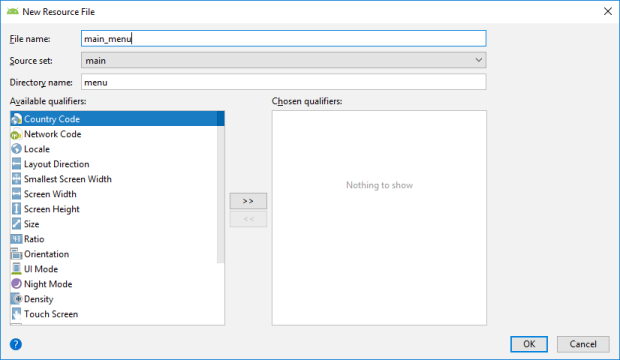 New Resource File
File name: main_menu
Source set: main
Directory name: menu
Available qualifiers: Chosen qualifiers:
Country Code
Network Code
Locale
Layout Direction
Smallest Screen Width
Screen Width
Screen Height
Size
Ratio
Orientation
UI Mode
Night Mode
Density
Touch Screen
>>
<<
Nothing to show
? OK Cancel